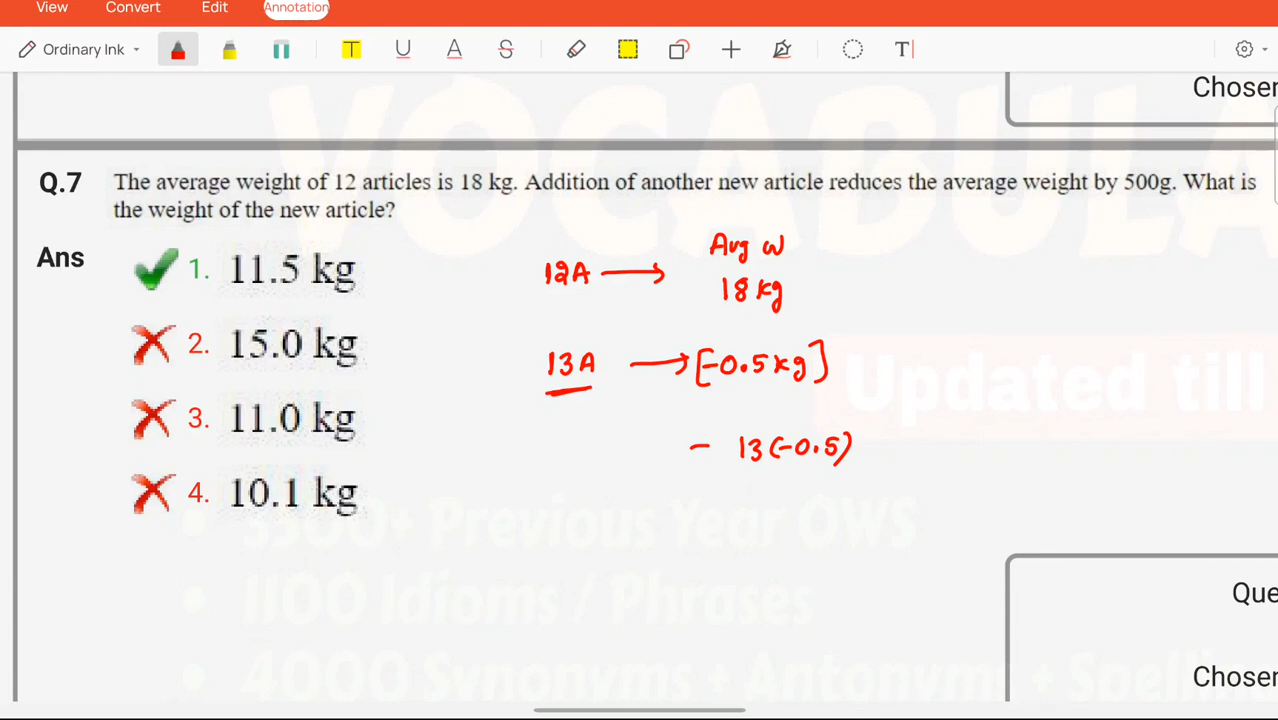 View Convert Edit Annotation
Ordinary Ink T U A S T
VOCABULA
Chosen
Q.7 The average weight of 12 articles is 18 kg. Addition of another new article reduces the average weight by 500g. What is
the weight of the new article?
Ans
1. 11.5 kg
2. 15.0 kg
3. 11.0 kg
4. 10.1 kg
Avg w
12A → 18 kg
13A → [-0.5 kg]
- 13(-0.5)
Updated till
• 3300+ Previous Year OWS
• 1100 Idioms / Phrases
• 4000 Synonyms + Antonyms + Spelli
Que
Chosen